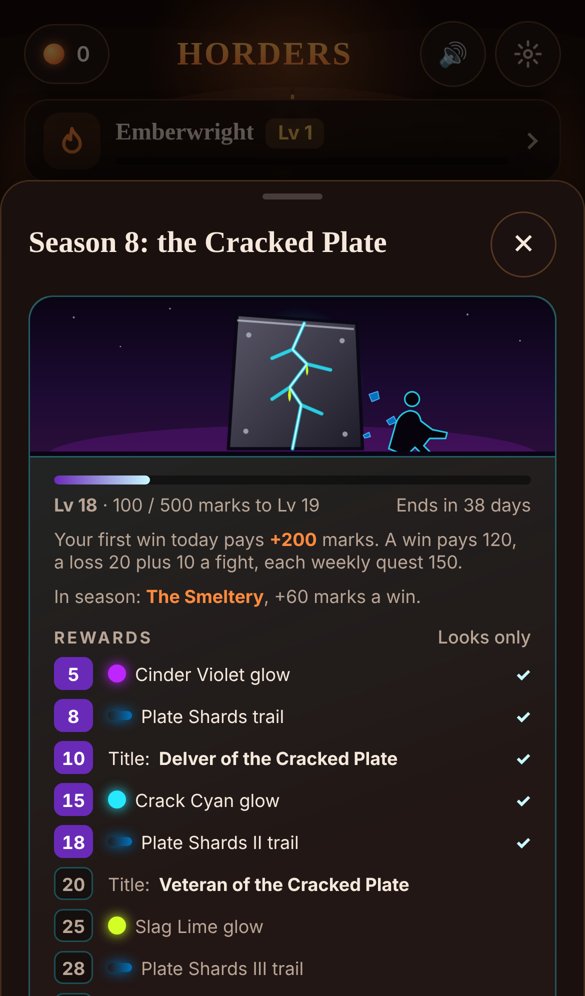 0
HORDERS
Emberwright Lv 1
Season 8: the Cracked Plate
Lv 18 · 100 / 500 marks to Lv 19 Ends in 38 days
Your first win today pays +200 marks. A win pays 120,
a loss 20 plus 10 a fight, each weekly quest 150.
In season: The Smeltery, +60 marks a win.
REWARDS Looks only
5 Cinder Violet glow
8 Plate Shards trail
10 Title: Delver of the Cracked Plate
15 Crack Cyan glow
18 Plate Shards II trail
20 Title: Veteran of the Cracked Plate
25 Slag Lime glow
28 Plate Shards III trail